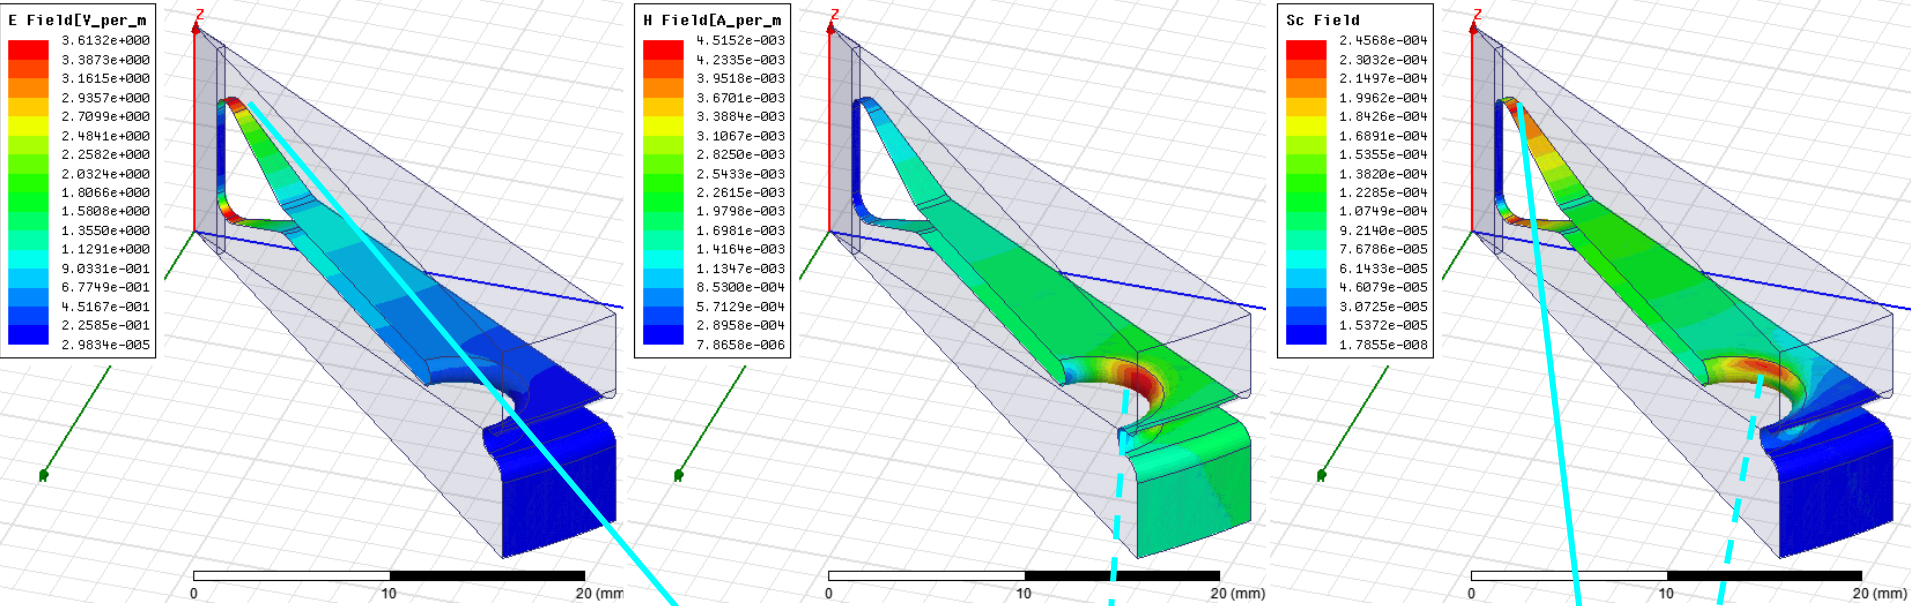 E Field[V_per_m
3.6132e+000
3.3873e+000
3.1615e+000
2.9357e+000
2.7099e+000
2.4841e+000
2.2582e+000
2.0324e+000
1.8066e+000
1.5808e+000
1.3550e+000
1.1291e+000
9.0331e-001
6.7749e-001
4.5167e-001
2.2585e-001
2.9834e-005
Z
0
10
20 (mm
H Field[A_per_m
4.5152e-003
4.2335e-003
3.9518e-003
3.6701e-003
3.3884e-003
3.1067e-003
2.8250e-003
2.5433e-003
2.2615e-003
1.9798e-003
1.6981e-003
1.4164e-003
1.1347e-003
8.5300e-004
5.7129e-004
2.8958e-004
7.8658e-006
Z
0
10
20 (mm)
Sc Field
2.4568e-004
2.3032e-004
2.1497e-004
1.9962e-004
1.8426e-004
1.6891e-004
1.5355e-004
1.3820e-004
1.2285e-004
1.0749e-004
9.2140e-005
7.6786e-005
6.1433e-005
4.6079e-005
3.0725e-005
1.5372e-005
1.7855e-008
Z
0
10
20 (mm)